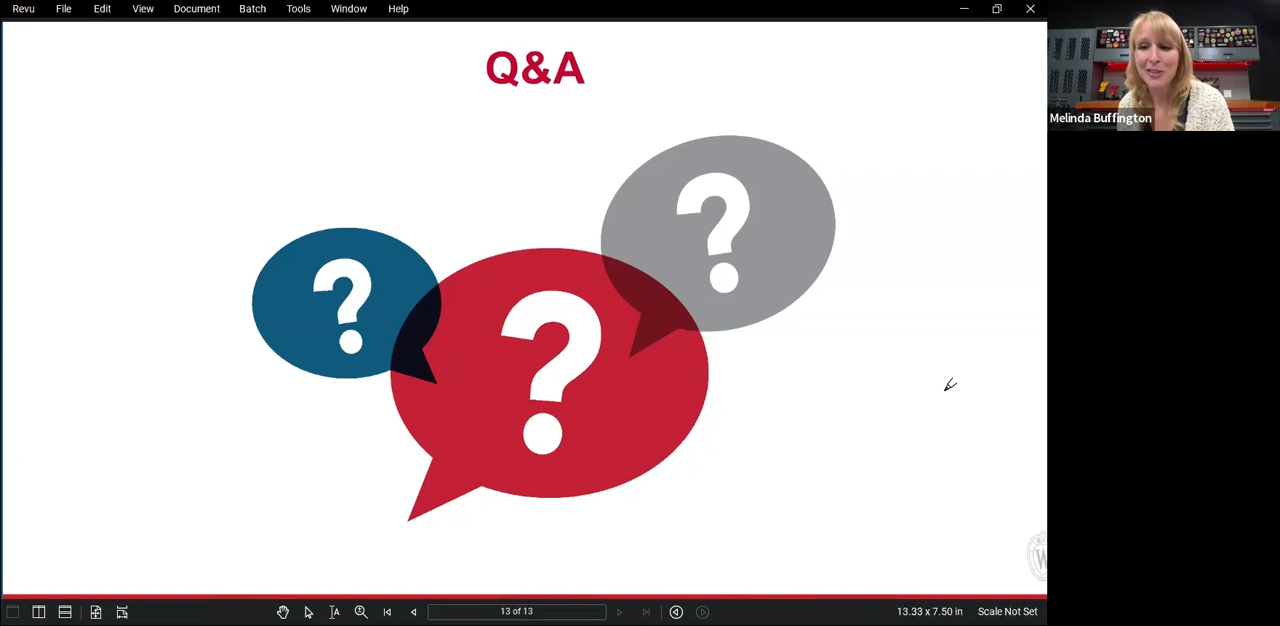 Revu File Edit View Document Batch Tools Window Help
Q&A
?
?
?
Melinda Buffington
W
13 of 13
13.33 x 7.50 in Scale Not Set